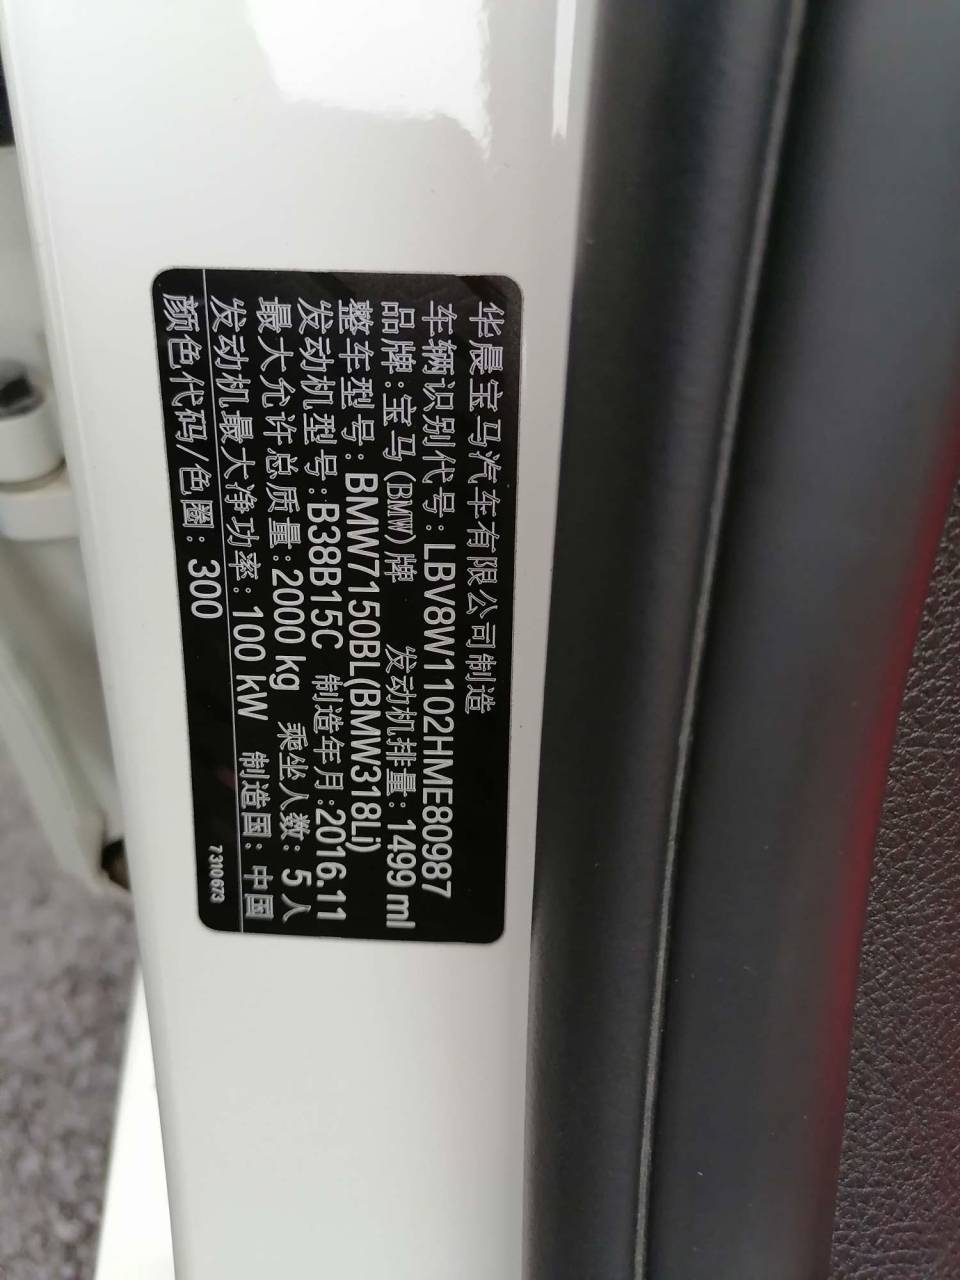 华晨宝马汽车有限公司制造
车辆识别代号:LBV8W1102HME80987
品牌:宝马(BMW)牌 发动机排量:1499 ml
整车型号:BMW7150BL(BMW318Li)
发动机型号:B38B15C 制造年月:2016.11
最大允许总质量:2000 kg 乘坐人数:5人
发动机最大净功率:100 kW 制造国:中国
颜色代码/色圈:300
7 310 673